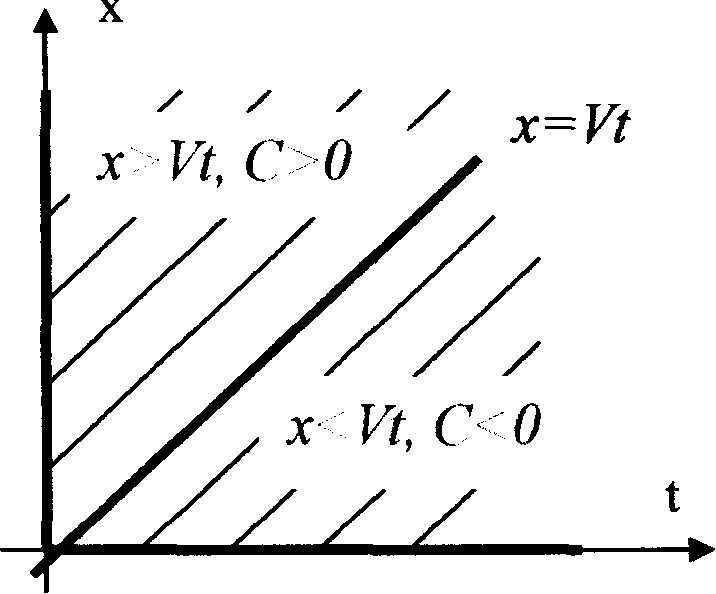 x
x=Vt
x>Vt, C>0
x<Vt, C<0
t